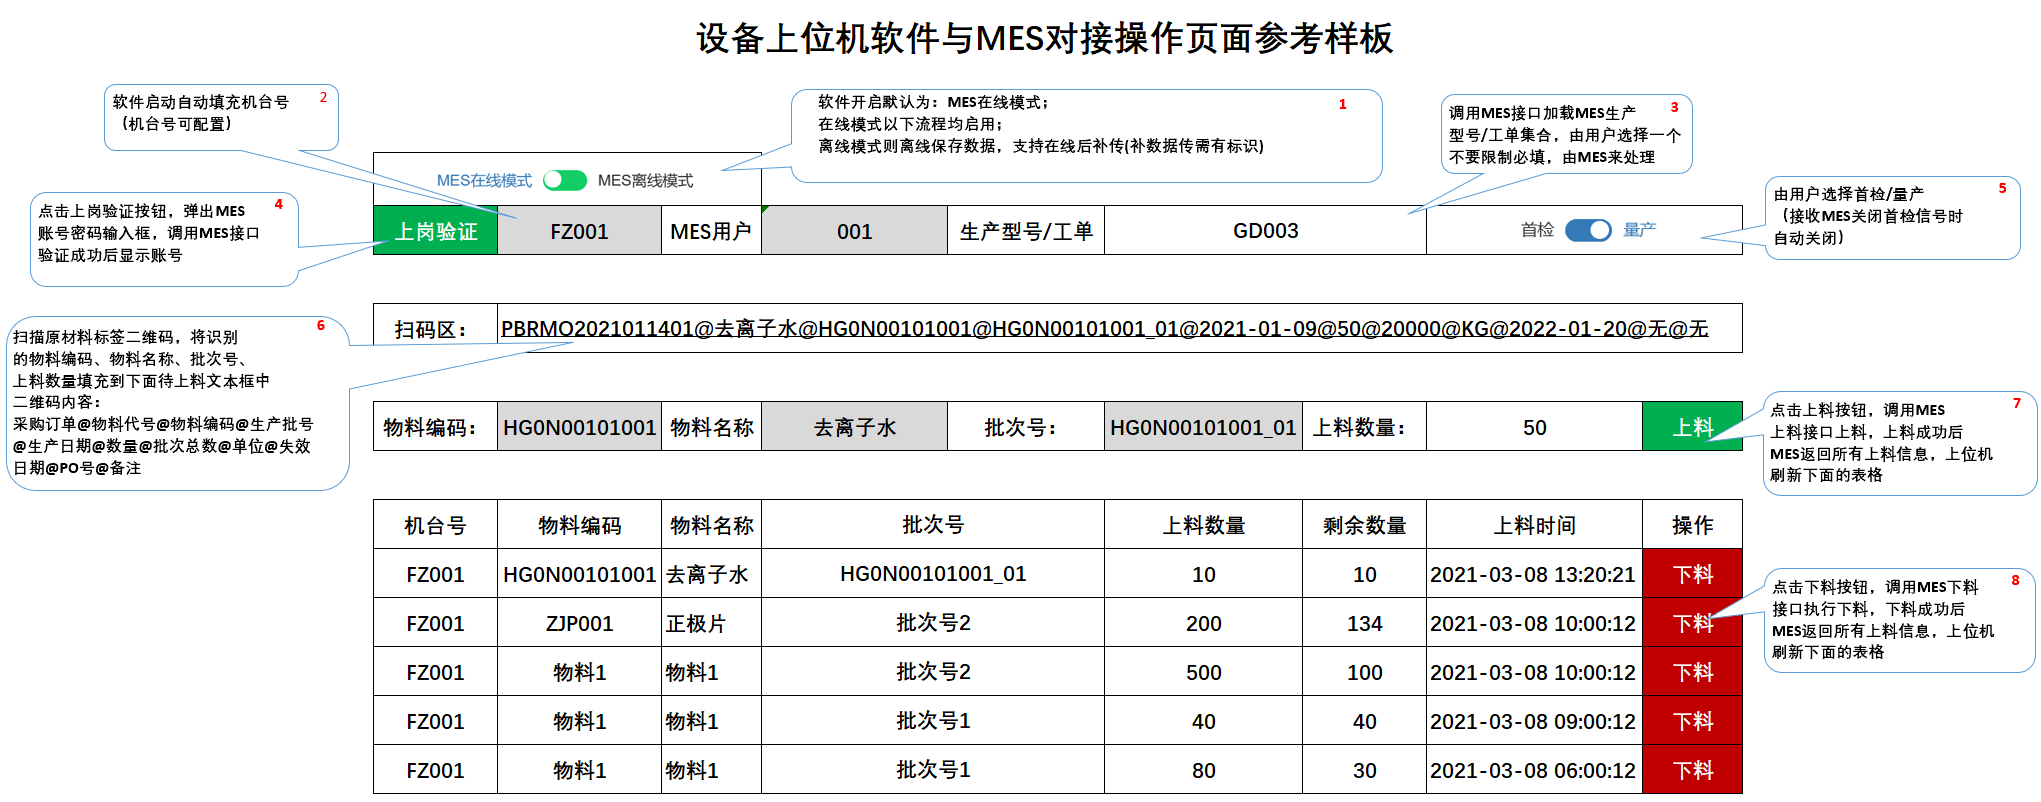 设备上位机软件与MES对接操作页面参考样板
2
软件启动自动填充机台号
（机台号可配置）
1
软件开启默认为：MES在线模式；
在线模式以下流程均启用；
离线模式则离线保存数据，支持在线后补传(补数据传需有标识)
3
调用MES接口加载MES生产
型号/工单集合，由用户选择一个
不要限制必填，由MES来处理
MES在线模式 MES离线模式
4
点击上岗验证按钮，弹出MES
账号密码输入框，调用MES接口
验证成功后显示账号
5
由用户选择首检/量产
（接收MES关闭首检信号时
自动关闭）
上岗验证 FZ001 MES用户 001 生产型号/工单 GD003 首检 量产
6
扫描原材料标签二维码，将识别
的物料编码、物料名称、批次号、
上料数量填充到下面待上料文本框中
二维码内容：
采购订单@物料代号@物料编码@生产批号
@生产日期@数量@批次总数@单位@失效
日期@PO号@备注
扫码区： PBRMO2021011401@去离子水@HG0N00101001@HG0N00101001_01@2021-01-09@50@20000@KG@2022-01-20@无@无
物料编码： HG0N00101001 物料名称 去离子水 批次号： HG0N00101001_01 上料数量： 50 上料
7
点击上料按钮，调用MES
上料接口上料，上料成功后
MES返回所有上料信息，上位机
刷新下面的表格
机台号 物料编码 物料名称 批次号 上料数量 剩余数量 上料时间 操作
FZ001 HG0N00101001 去离子水 HG0N00101001_01 10 10 2021-03-08 13:20:21 下料
FZ001 ZJP001 正极片 批次号2 200 134 2021-03-08 10:00:12 下料
FZ001 物料1 物料1 批次号2 500 100 2021-03-08 10:00:12 下料
FZ001 物料1 物料1 批次号1 40 40 2021-03-08 09:00:12 下料
FZ001 物料1 物料1 批次号1 80 30 2021-03-08 06:00:12 下料
8
点击下料按钮，调用MES下料
接口执行下料，下料成功后
MES返回所有上料信息，上位机
刷新下面的表格